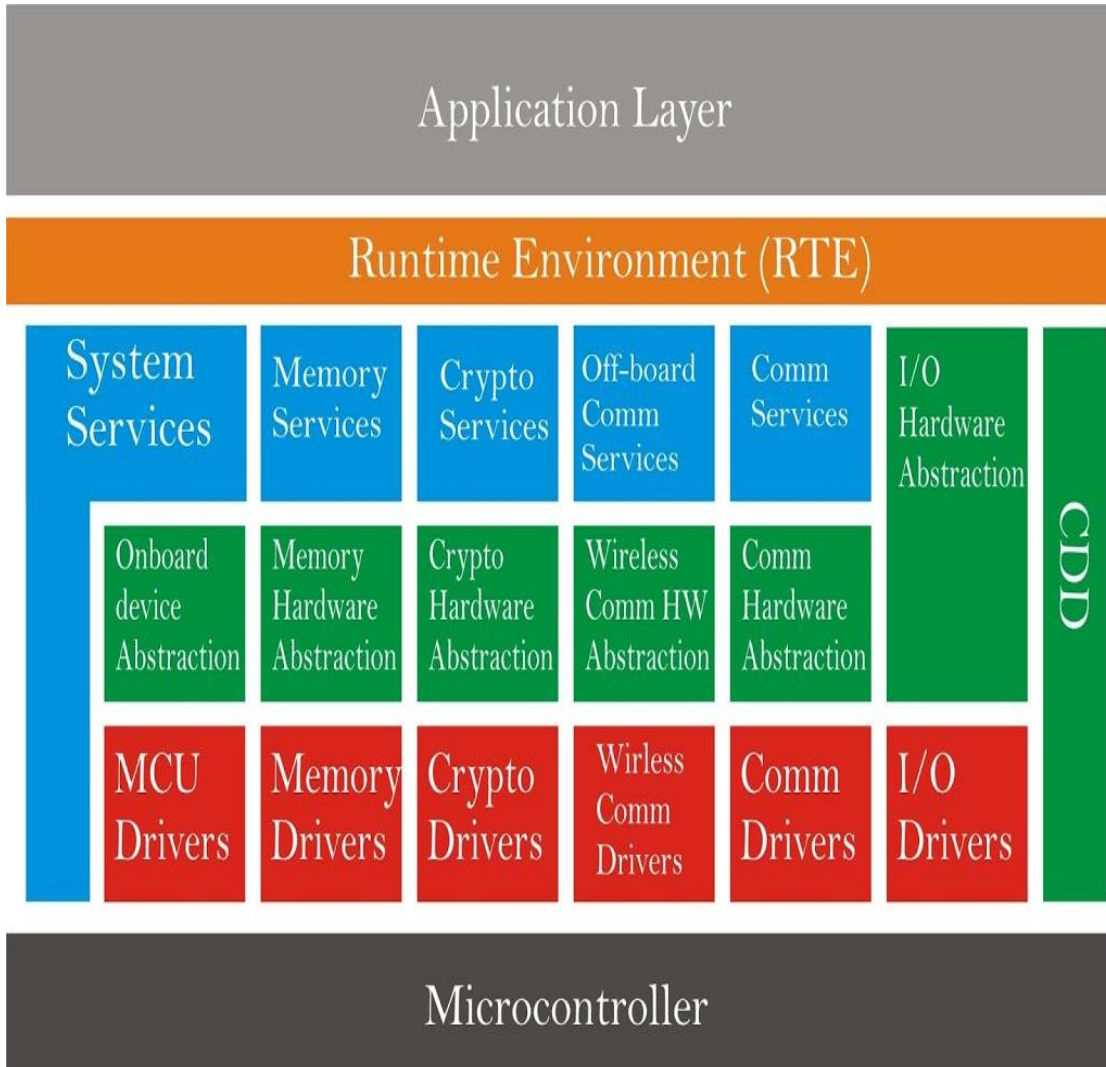 Application Layer
Runtime Environment (RTE)
System
Services
Memory
Services
Crypto
Services
Off-board
Comm
Services
Comm
Services
I/O
Hardware
Abstraction
CDD
Onboard
device
Abstraction
Memory
Hardware
Abstraction
Crypto
Hardware
Abstraction
Wireless
Comm HW
Abstraction
Comm
Hardware
Abstraction
MCU
Drivers
Memory
Drivers
Crypto
Drivers
Wirless
Comm
Drivers
Comm
Drivers
I/O
Drivers
Microcontroller